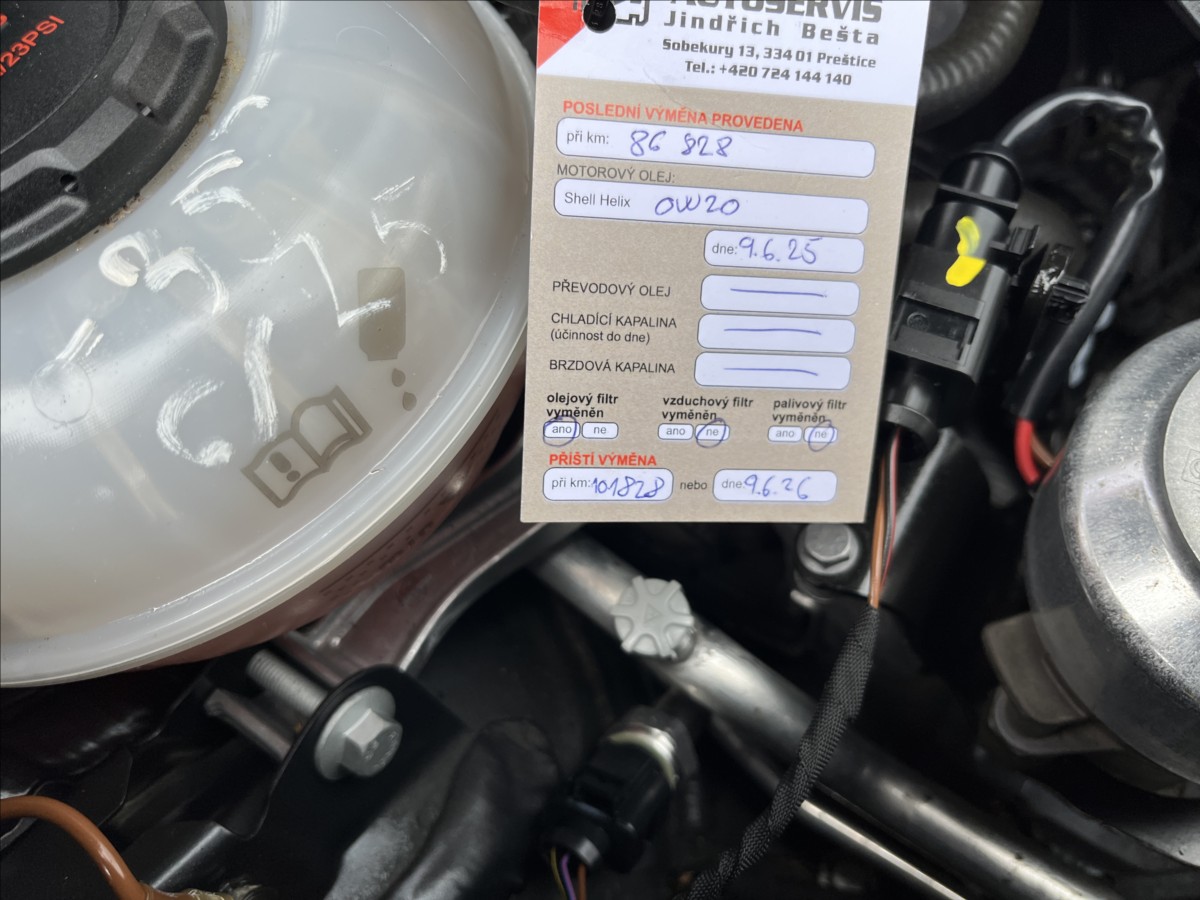 /23PSI
AUTOSERVIS
Jindřich Bešta
Sobekury 13, 334 01 Preštice
Tel.: +420 724 144 140
POSLEDNÍ VÝMĚNA PROVEDENA
při km: 86 828
MOTOROVÝ OLEJ:
Shell Helix 0W20
dne: 9.6.25
PŘEVODOVÝ OLEJ
CHLADÍCÍ KAPALINA
(účinnost do dne)
BRZDOVÁ KAPALINA
olejový filtr vzduchový filtr palivový filtr
vyměněn vyměněn vyměněn
ano ne ano ne ano ne
PŘÍŠTÍ VÝMĚNA
při km: 101828 nebo dne: 9.6.26